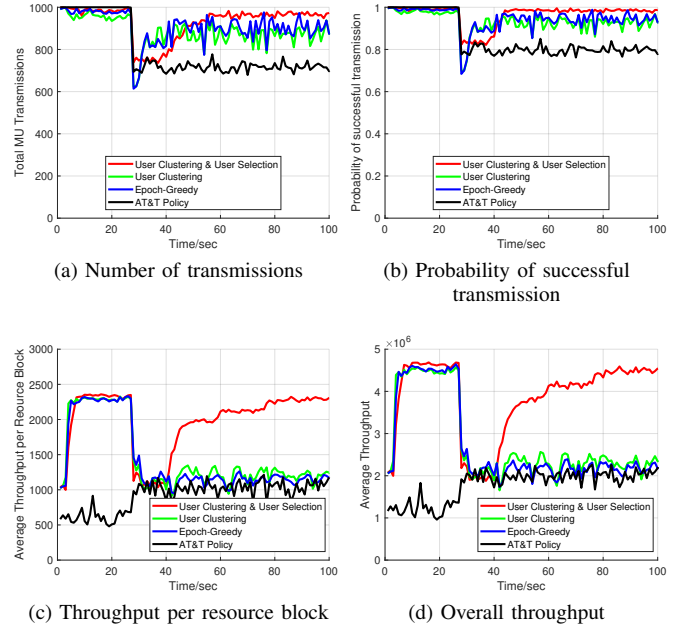 1000
800
600
400
200
0
Total MU Transmissions
User Clustering & User Selection
User Clustering
Epoch-Greedy
AT&T Policy
0 20 40 60 80 100
Time/sec
(a) Number of transmissions
1
0.8
0.6
0.4
0.2
0
Probability of successful transmission
User Clustering & User Selection
User Clustering
Epoch-Greedy
AT&T Policy
0 20 40 60 80 100
Time/sec
(b) Probability of successful
transmission
3000
2500
2000
1500
1000
500
0
Average Throughput per Reource Block
User Clustering & User Selection
User Clustering
Epoch-Greedy
AT&T Policy
0 20 40 60 80 100
Time/sec
(c) Throughput per resource block
×10⁶
5
4
3
2
1
0
Average Throughput
User Clustering & User Selection
User Clustering
Epoch-Greedy
AT&T Policy
0 20 40 60 80 100
Time/sec
(d) Overall throughput